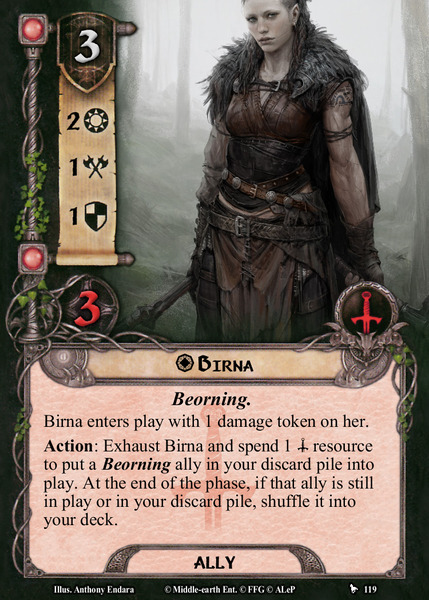 3
2
1
1
3
Birna
Beorning.
Birna enters play with 1 damage token on her.
Action: Exhaust Birna and spend 1 resource
to put a Beorning ally in your discard pile into
play. At the end of the phase, if that ally is still
in play or in your discard pile, shuffle it into
your deck.
ALLY
Illus. Anthony Endara ©Middle-earth Ent. © FFG © ALeP 119